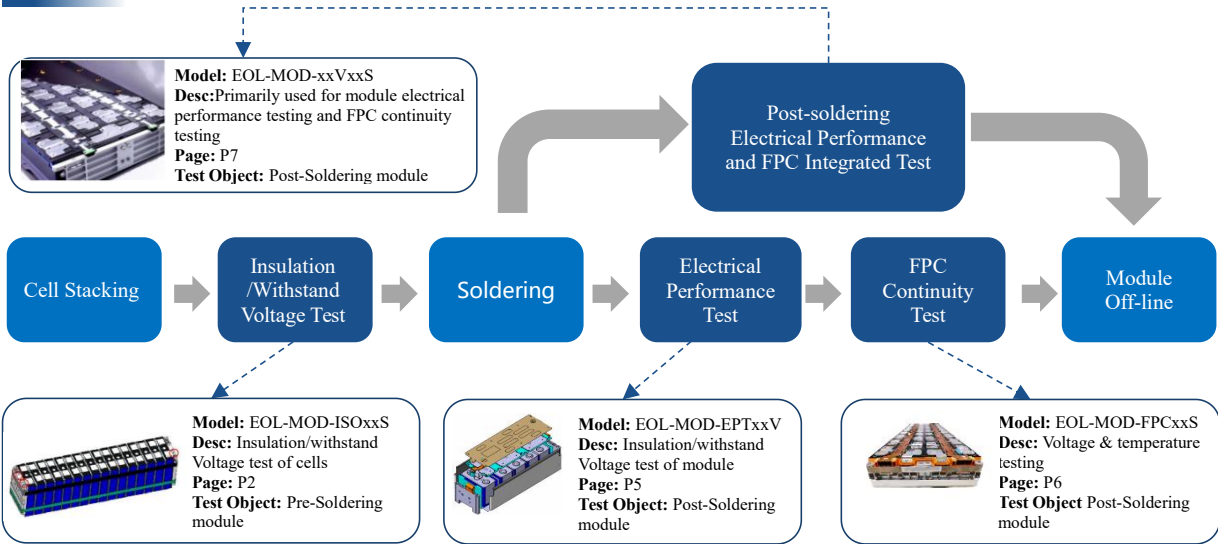 Model: EOL-MOD-xxVxxS
Desc:Primarily used for module electrical
performance testing and FPC continuity
testing
Page: P7
Test Object: Post-Soldering module
Post-soldering
Electrical Performance
and FPC Integrated Test
Cell Stacking
Insulation
/Withstand
Voltage Test
Soldering
Electrical
Performance
Test
FPC
Continuity
Test
Module
Off-line
Model: EOL-MOD-ISOxxS
Desc: Insulation/withstand
Voltage test of cells
Page: P2
Test Object: Pre-Soldering
module
Model: EOL-MOD-EPTxxV
Desc: Insulation/withstand
Voltage test of module
Page: P5
Test Object: Post-Soldering
module
Model: EOL-MOD-FPCxxS
Desc: Voltage & temperature
testing
Page: P6
Test Object Post-Soldering
module